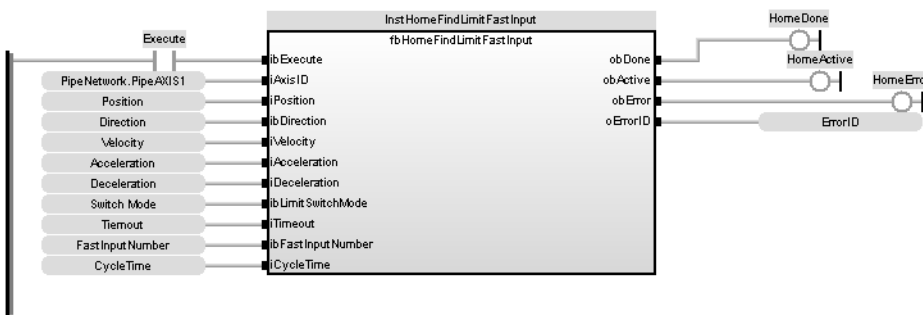 InstHomeFindLimitFastInput
HomeDone
fbHomeFindLimitFastInput
Execute
HomeActive
ibExecute
obDone
PipeNetwork.PipeAXIS1
iAxisID
obActive
HomeError
Position
iPosition
obError
Direction
ibDirection
oErrorID
ErrorID
Velocity
iVelocity
Acceleration
iAcceleration
Deceleration
iDeceleration
Switch Mode
ibLimitSwitchMode
Tiemout
iTimeout
FastInputNumber
ibFastInputNumber
CycleTime
iCycleTime